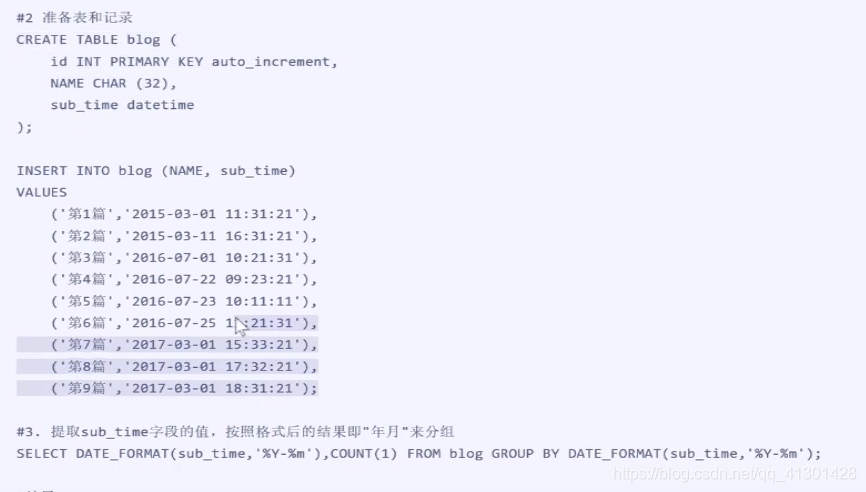 #2 准备表和记录
CREATE TABLE blog (
    id INT PRIMARY KEY auto_increment,
    NAME CHAR (32),
    sub_time datetime
);

INSERT INTO blog (NAME, sub_time)
VALUES
    ('第1篇','2015-03-01 11:31:21'),
    ('第2篇','2015-03-11 16:31:21'),
    ('第3篇','2016-07-01 10:21:31'),
    ('第4篇','2016-07-22 09:23:21'),
    ('第5篇','2016-07-23 10:11:11'),
    ('第6篇','2016-07-25 :21:31'),
    ('第7篇','2017-03-01 15:33:21'),
    ('第8篇','2017-03-01 17:32:21'),
    ('第9篇','2017-03-01 18:31:21');

#3. 提取sub_time字段的值，按照格式后的结果即"年月"来分组
SELECT DATE_FORMAT(sub_time,'%Y-%m'),COUNT(1) FROM blog GROUP BY DATE_FORMAT(sub_time,'%Y-%m');
https://blog.csdn.net/qq_41301428